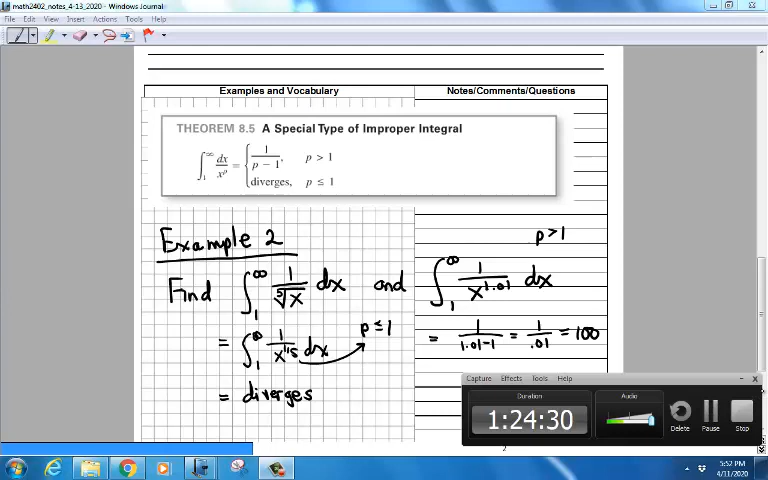 math2402_notes_4-13_2020 - Windows Journal
File Edit View Insert Actions Tools Help
Examples and Vocabulary Notes/Comments/Questions
THEOREM 8.5 A Special Type of Improper Integral
∫₁^∞ dx/xᵖ = { 1/(p − 1), p > 1
diverges, p ≤ 1
Example 2
p > 1
Find ∫₁^∞ 1/⁵√x dx and ∫₁^∞ 1/x^1.01 dx
= ∫₁^∞ 1/x^1/5 dx p ≤ 1
= 1/(1.01-1) = 1/.01 = 100
= diverges
Capture Effects Tools Help
Duration Audio
1:24:30
Delete Pause Stop
2
5:52 PM
4/11/2020